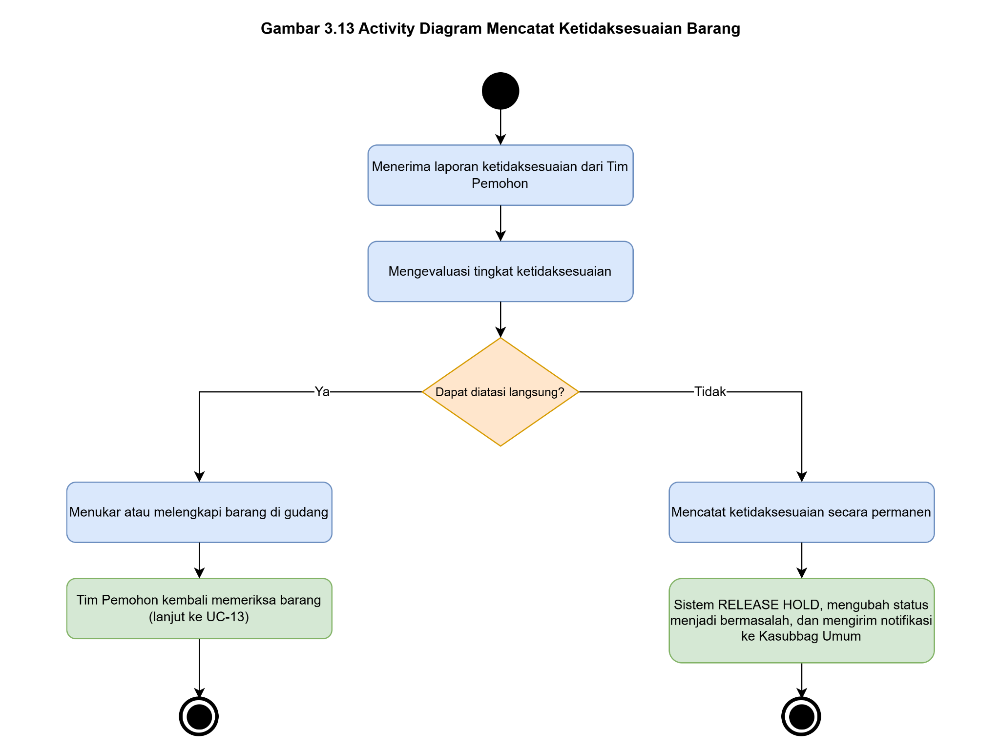 Gambar 3.13 Activity Diagram Mencatat Ketidaksesuaian Barang
Menerima laporan ketidaksesuaian dari Tim
Pemohon
Mengevaluasi tingkat ketidaksesuaian
Dapat diatasi langsung?
Ya
Tidak
Menukar atau melengkapi barang di gudang
Mencatat ketidaksesuaian secara permanen
Tim Pemohon kembali memeriksa barang
(lanjut ke UC-13)
Sistem RELEASE HOLD, mengubah status
menjadi bermasalah, dan mengirim notifikasi
ke Kasubbag Umum